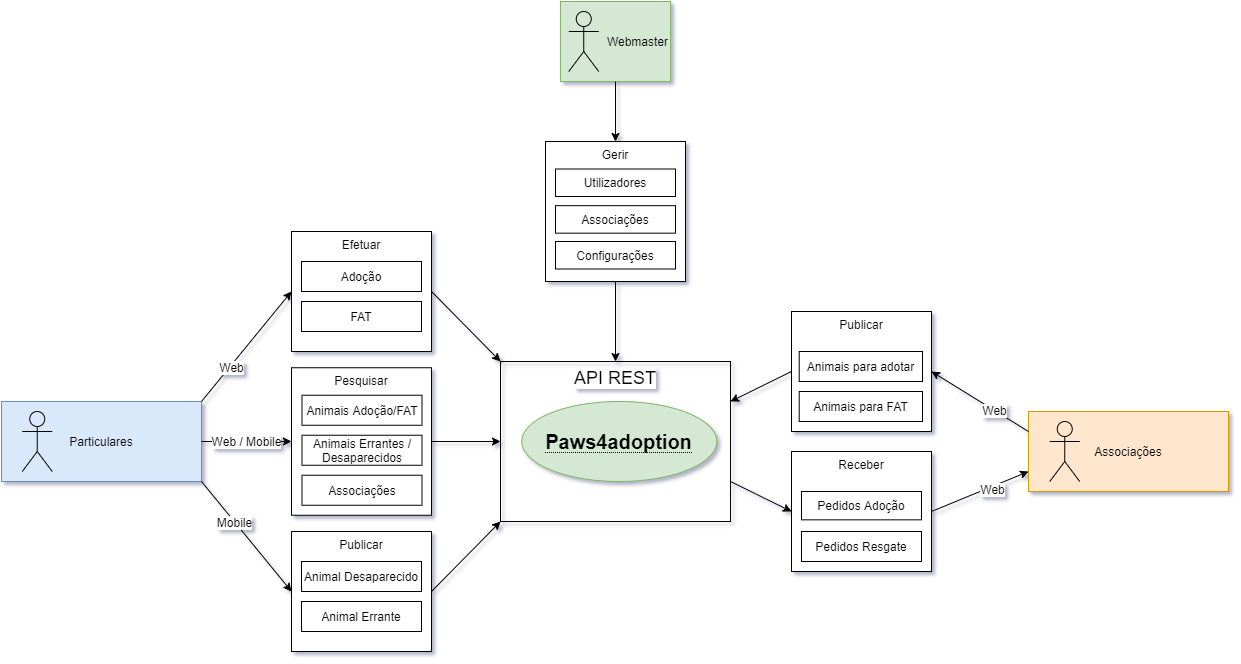 Webmaster
Gerir
Utilizadores
Associações
Configurações
Efetuar
Adoção
FAT
Web
Pesquisar
Animais Adoção/FAT
Animais Errantes /
Desaparecidos
Associações
Particulares
Web / Mobile
Mobile
Publicar
Animal Desaparecido
Animal Errante
API REST
Paws4adoption
Publicar
Animais para adotar
Animais para FAT
Web
Associações
Receber
Pedidos Adoção
Pedidos Resgate
Web